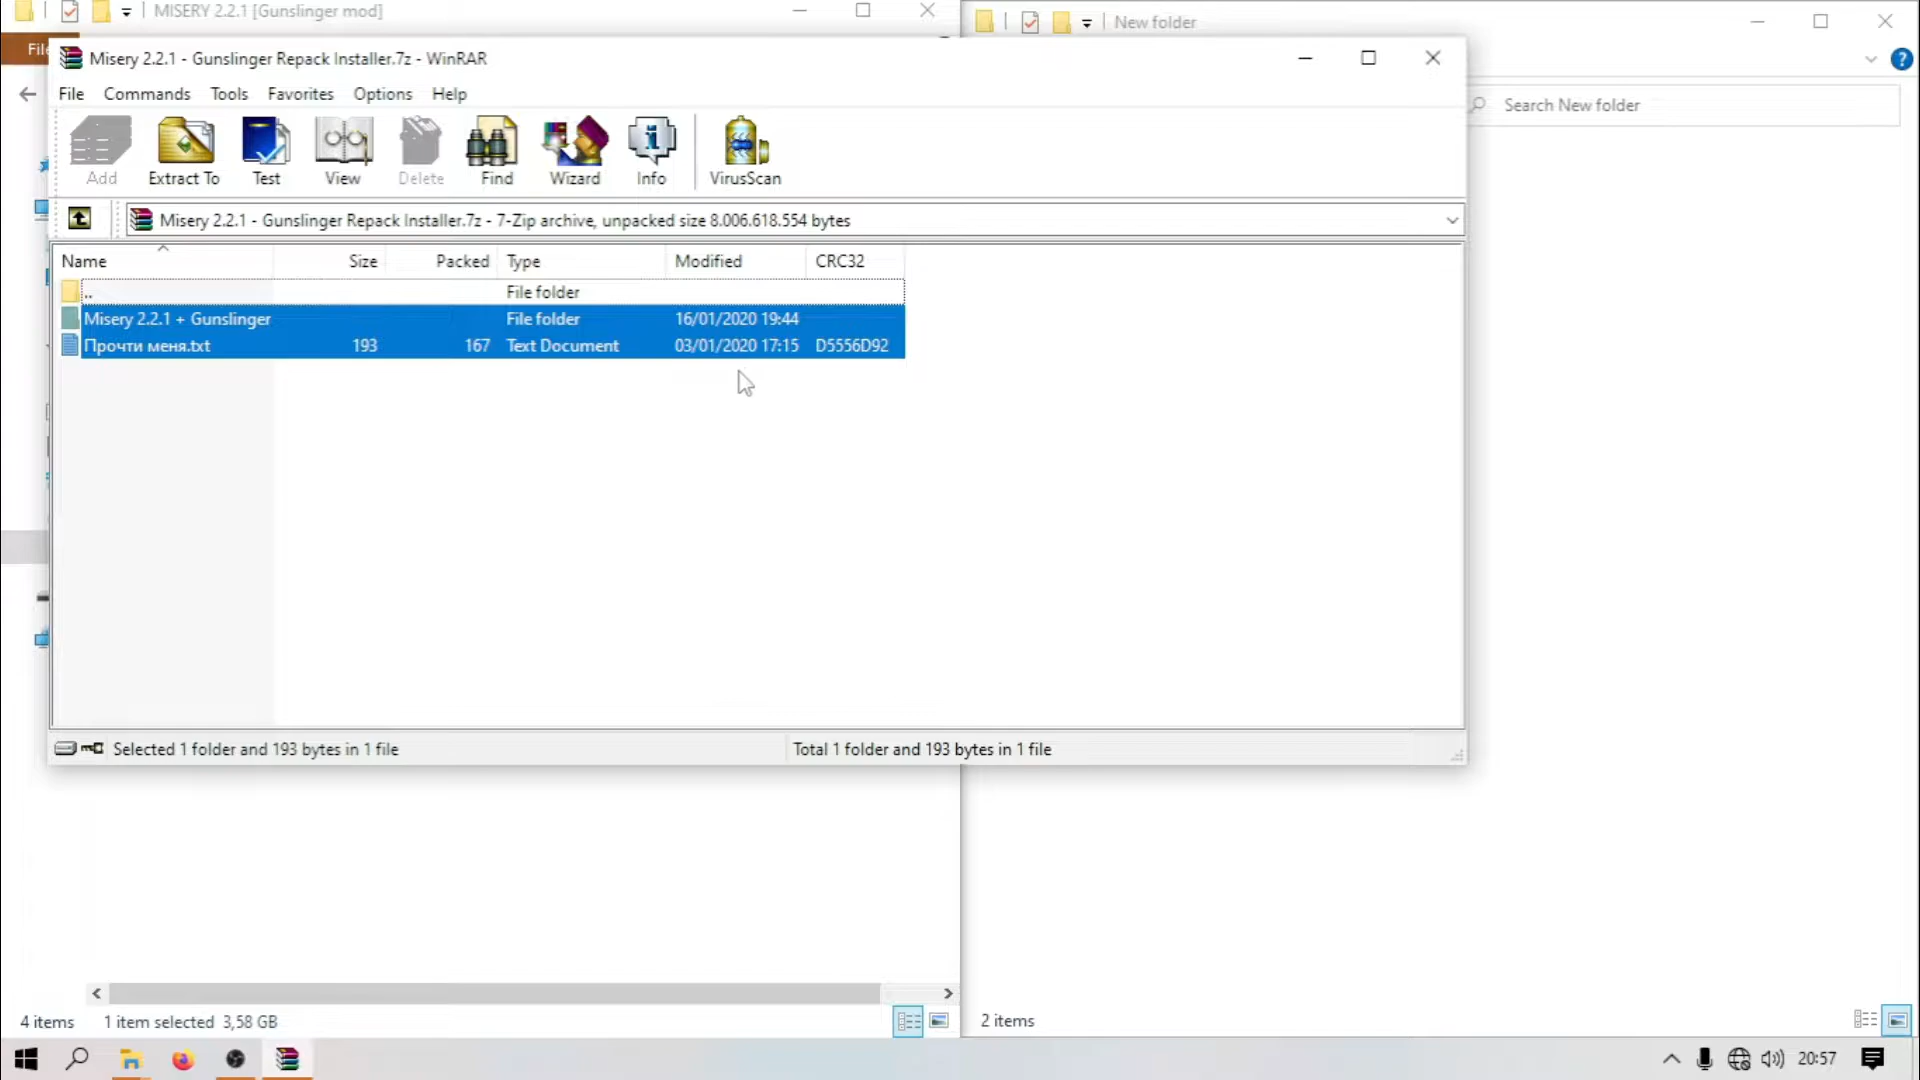 MISERY 2.2.1 [Gunslinger mod]
New folder
File
Misery 2.2.1 - Gunslinger Repack Installer.7z - WinRAR
File Commands Tools Favorites Options Help
Search New folder
Add Extract To Test View Delete Find Wizard Info VirusScan
Misery 2.2.1 - Gunslinger Repack Installer.7z - 7-Zip archive, unpacked size 8.006.618.554 bytes
Name Size Packed Type Modified CRC32
.. File folder
Misery 2.2.1 + Gunslinger File folder 16/01/2020 19:44
Прочти меня.txt 193 167 Text Document 03/01/2020 17:15 D5556D92
Selected 1 folder and 193 bytes in 1 file
Total 1 folder and 193 bytes in 1 file
4 items 1 item selected 3,58 GB
2 items
20:57